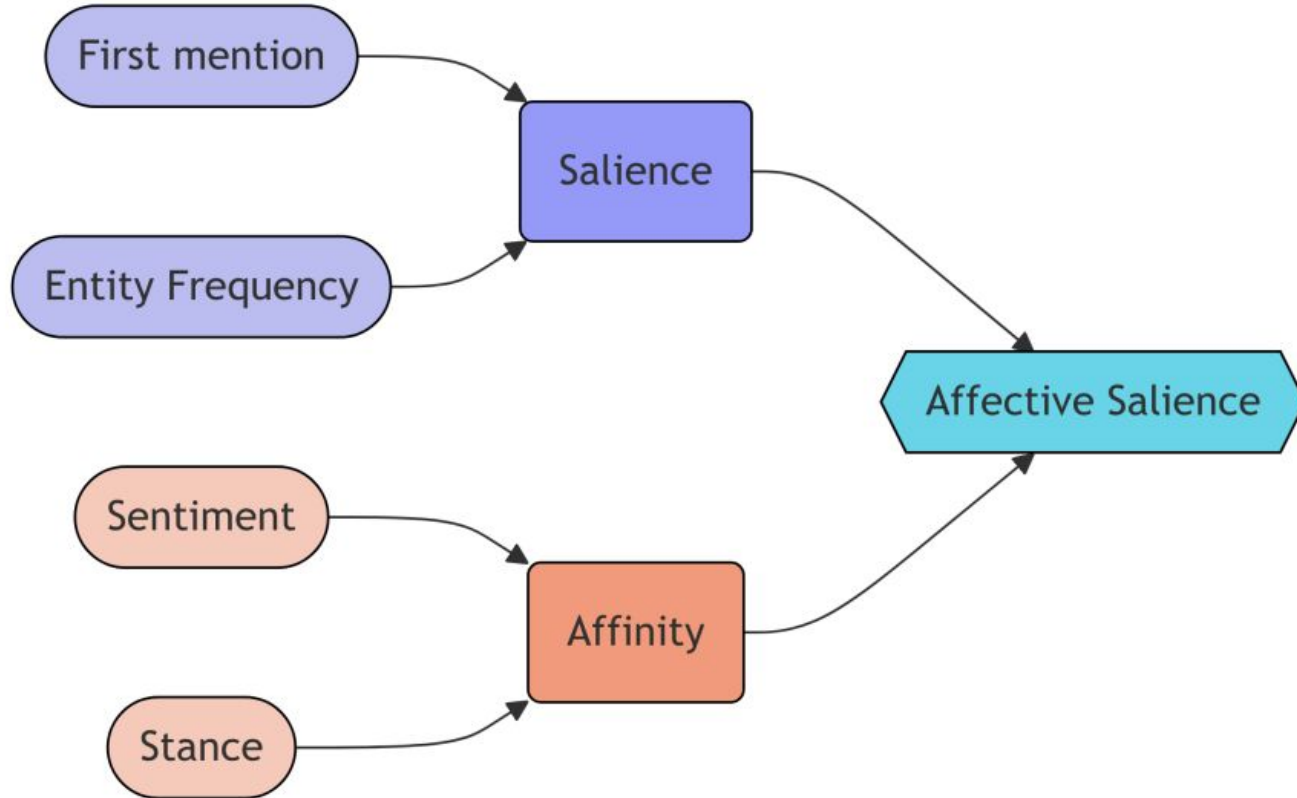 First mention
Salience
Entity Frequency
Affective Salience
Sentiment
Affinity
Stance